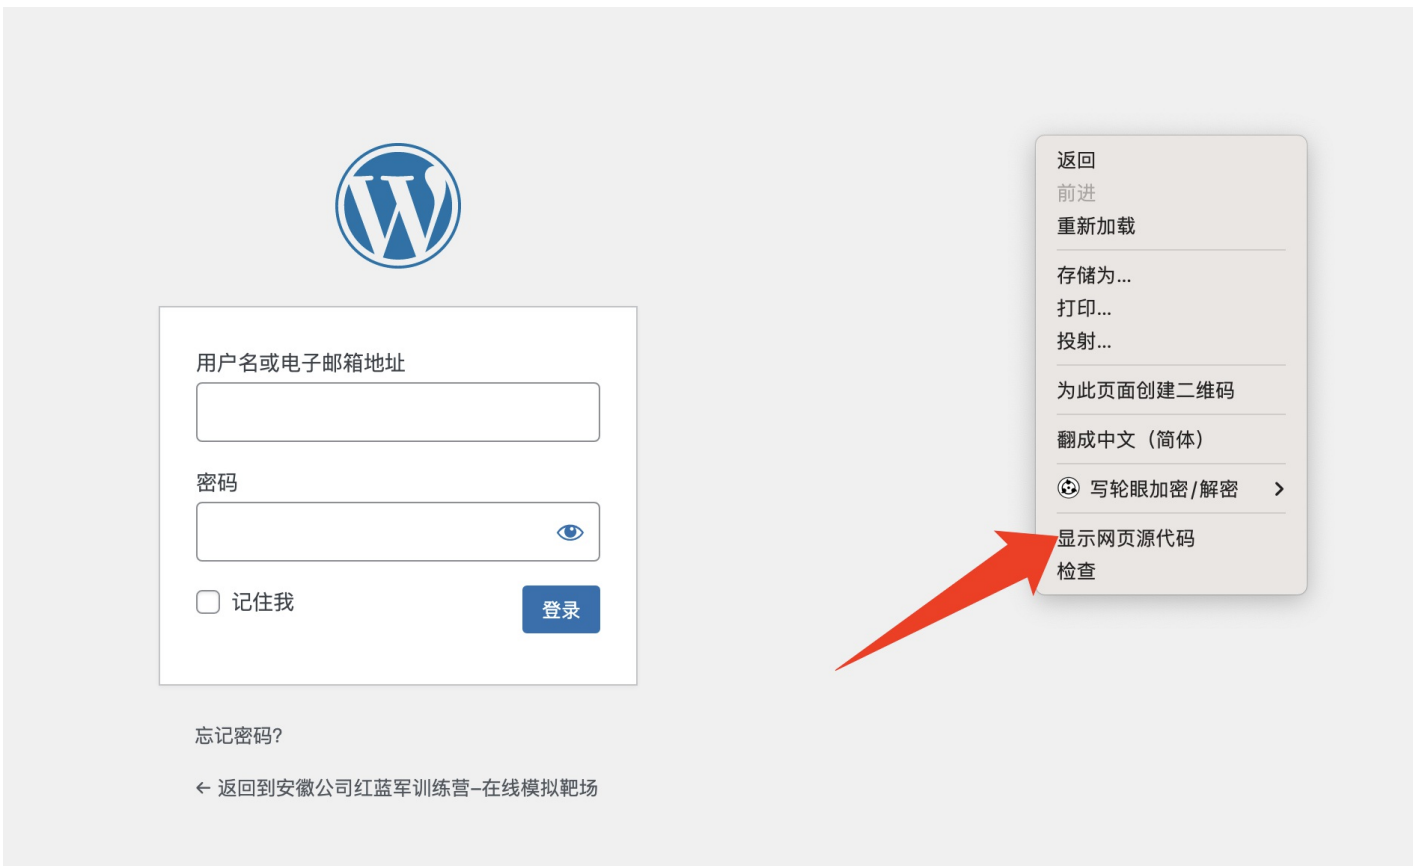 用户名或电子邮箱地址
密码
记住我
登录
忘记密码?
← 返回到安徽公司红蓝军训练营–在线模拟靶场
返回
前进
重新加载
存储为...
打印...
投射...
为此页面创建二维码
翻成中文（简体）
写轮眼加密/解密
显示网页源代码
检查